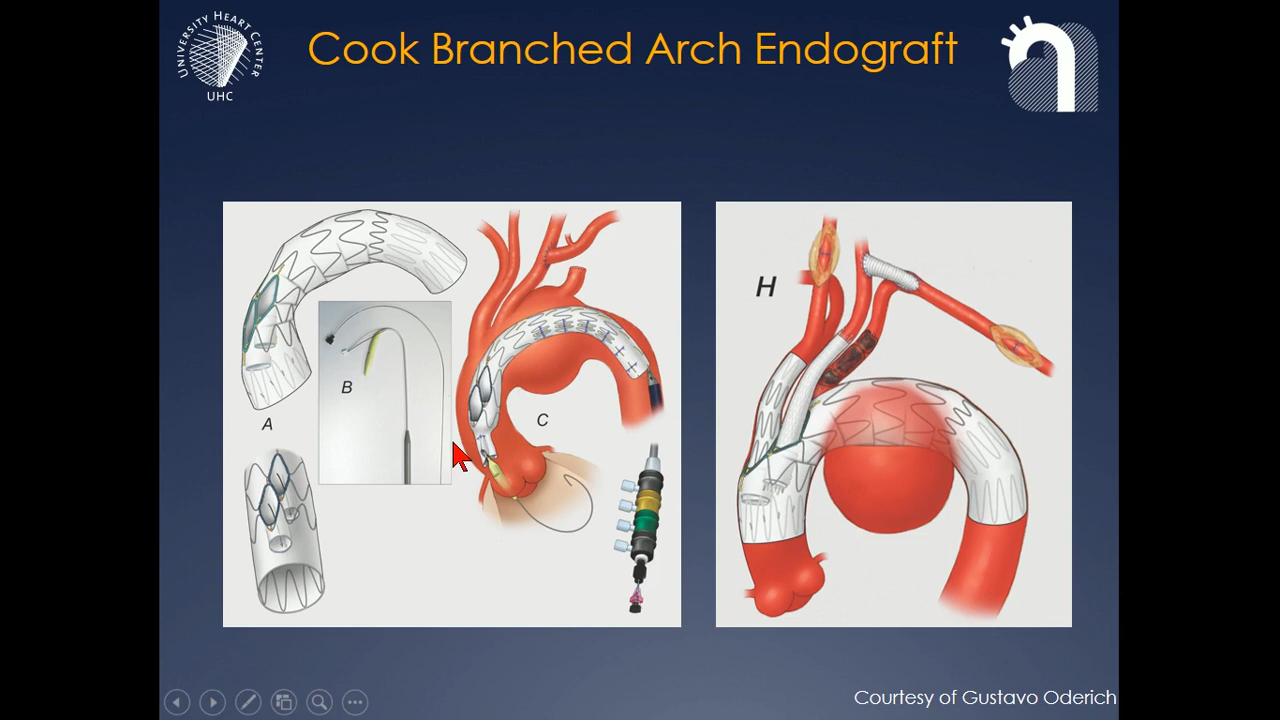 UNIVERSITY HEART CENTER
UHC
Cook Branched Arch Endograft
A
B
C
H
Courtesy of Gustavo Oderich